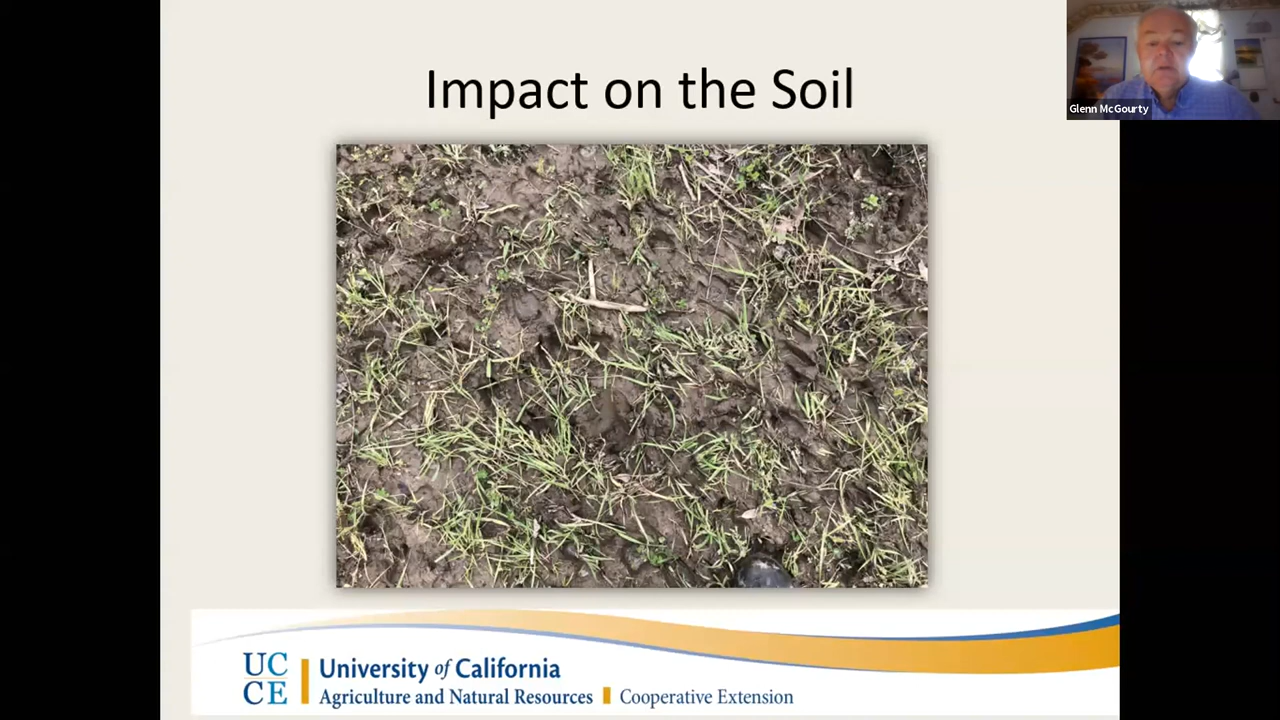 Impact on the Soil
Glenn McGourty
UC
CE
University of California
Agriculture and Natural Resources
Cooperative Extension